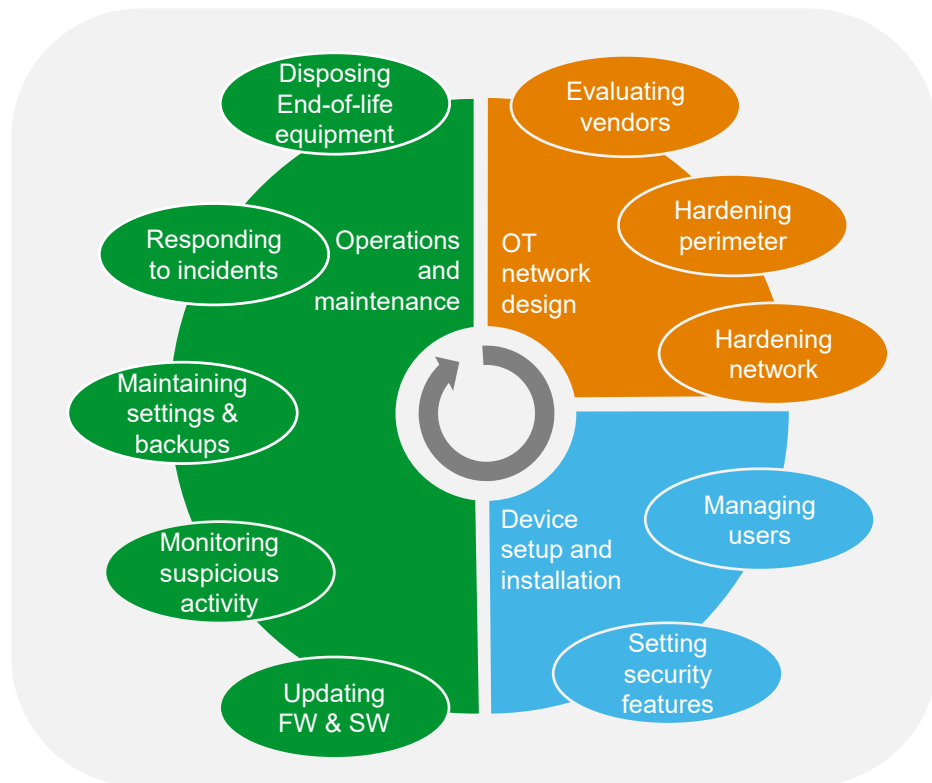 Disposing
End-of-life
equipment
Evaluating
vendors
Hardening
perimeter
Responding
to incidents
Operations
and
maintenance
OT
network
design
Hardening
network
Maintaining
settings &
backups
Managing
users
Device
setup and
installation
Monitoring
suspicious
activity
Setting
security
features
Updating
FW & SW